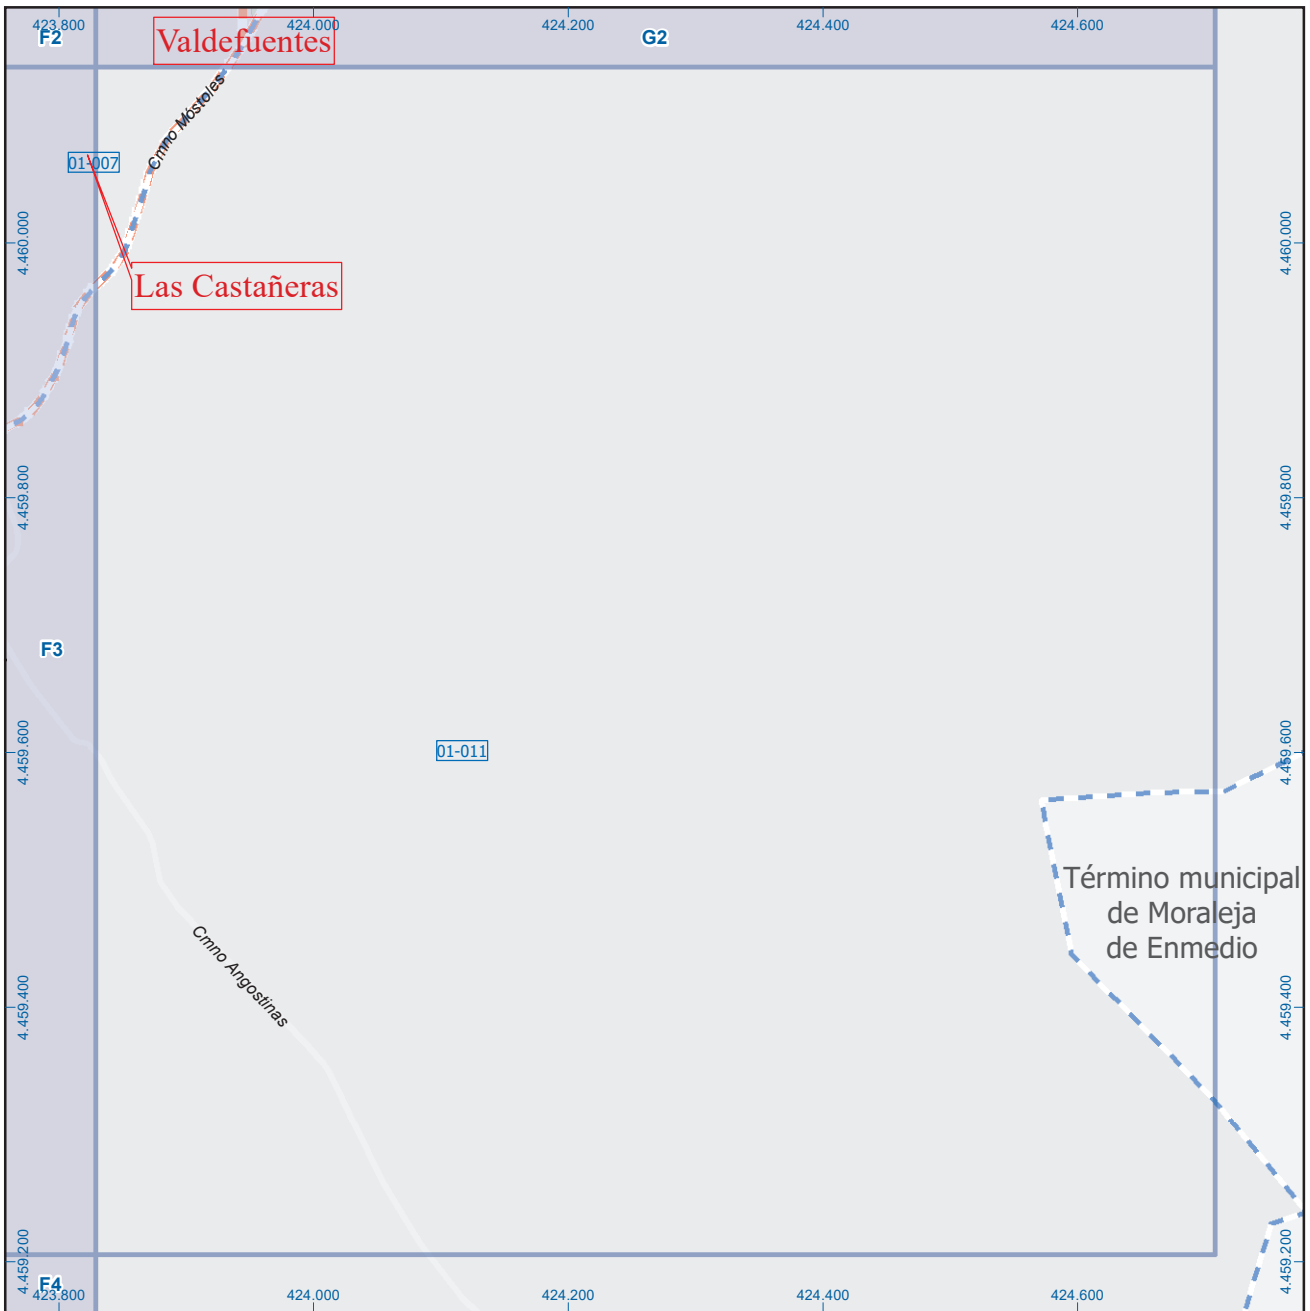 423.800
424.000
424.200
424.400
424.600
F2
Valdefuentes
G2
Cmno Móstoles
01-007
4.460.000
4.460.000
Las Castañeras
4.459.800
4.459.800
F3
4.459.600
01-011
4.459.600
Término municipal
de Moraleja
de Enmedio
Cmno Angostinas
4.459.400
4.459.400
4.459.200
4.459.200
F4
423.800
424.000
424.200
424.400
424.600